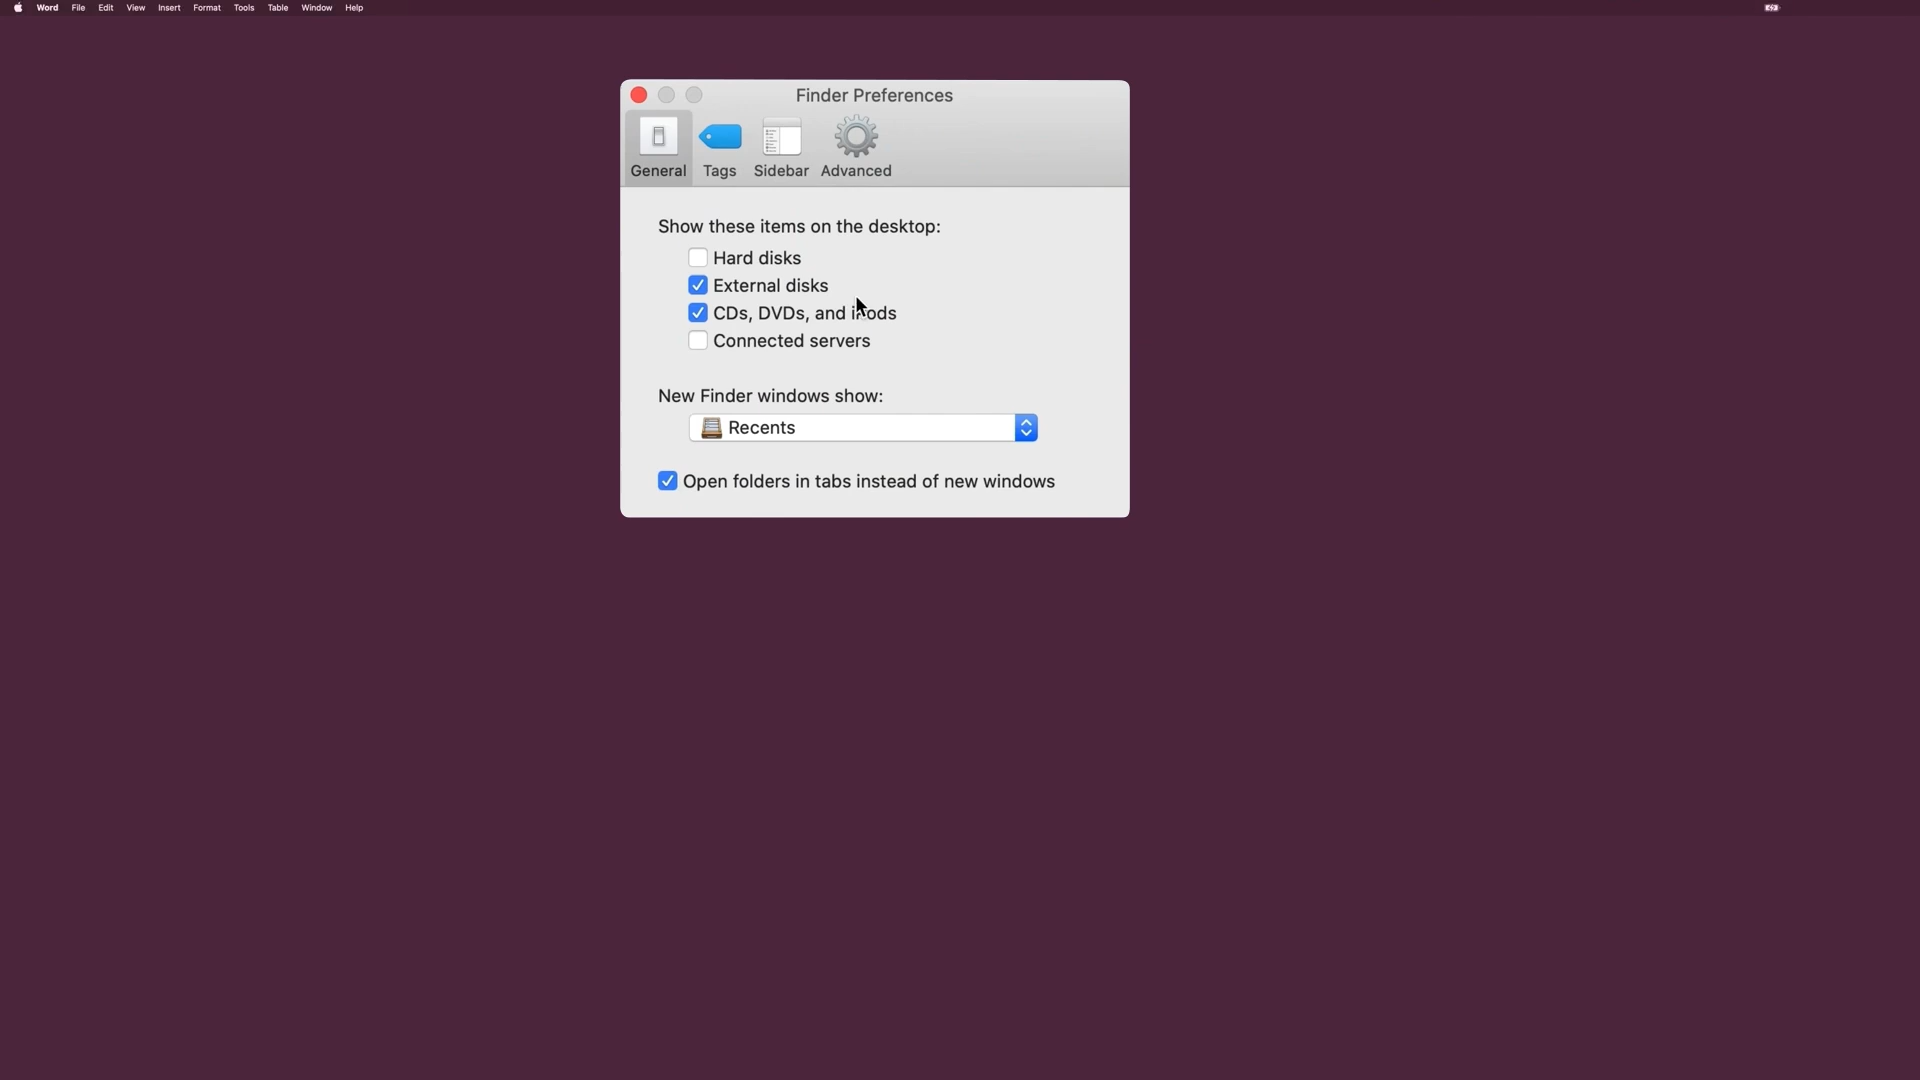 Word File Edit View Insert Format Tools Table Window Help
Finder Preferences
General Tags Sidebar Advanced
Show these items on the desktop:
Hard disks
External disks
CDs, DVDs, and iPods
Connected servers
New Finder windows show:
Recents
Open folders in tabs instead of new windows